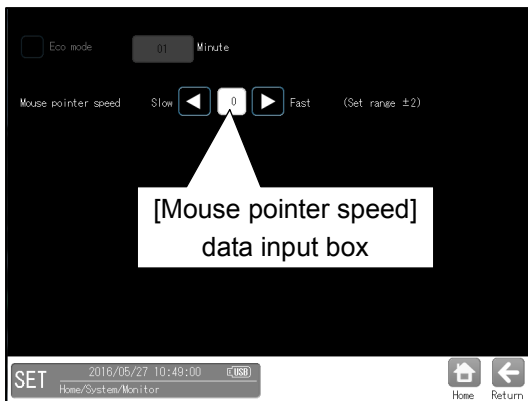 Eco mode 01 Minute
Mouse pointer speed Slow 0 Fast (Set range ±2)
[Mouse pointer speed]
data input box
SET 2016/05/27 10:49:00 USB
Home/System/Monitor
Home Return